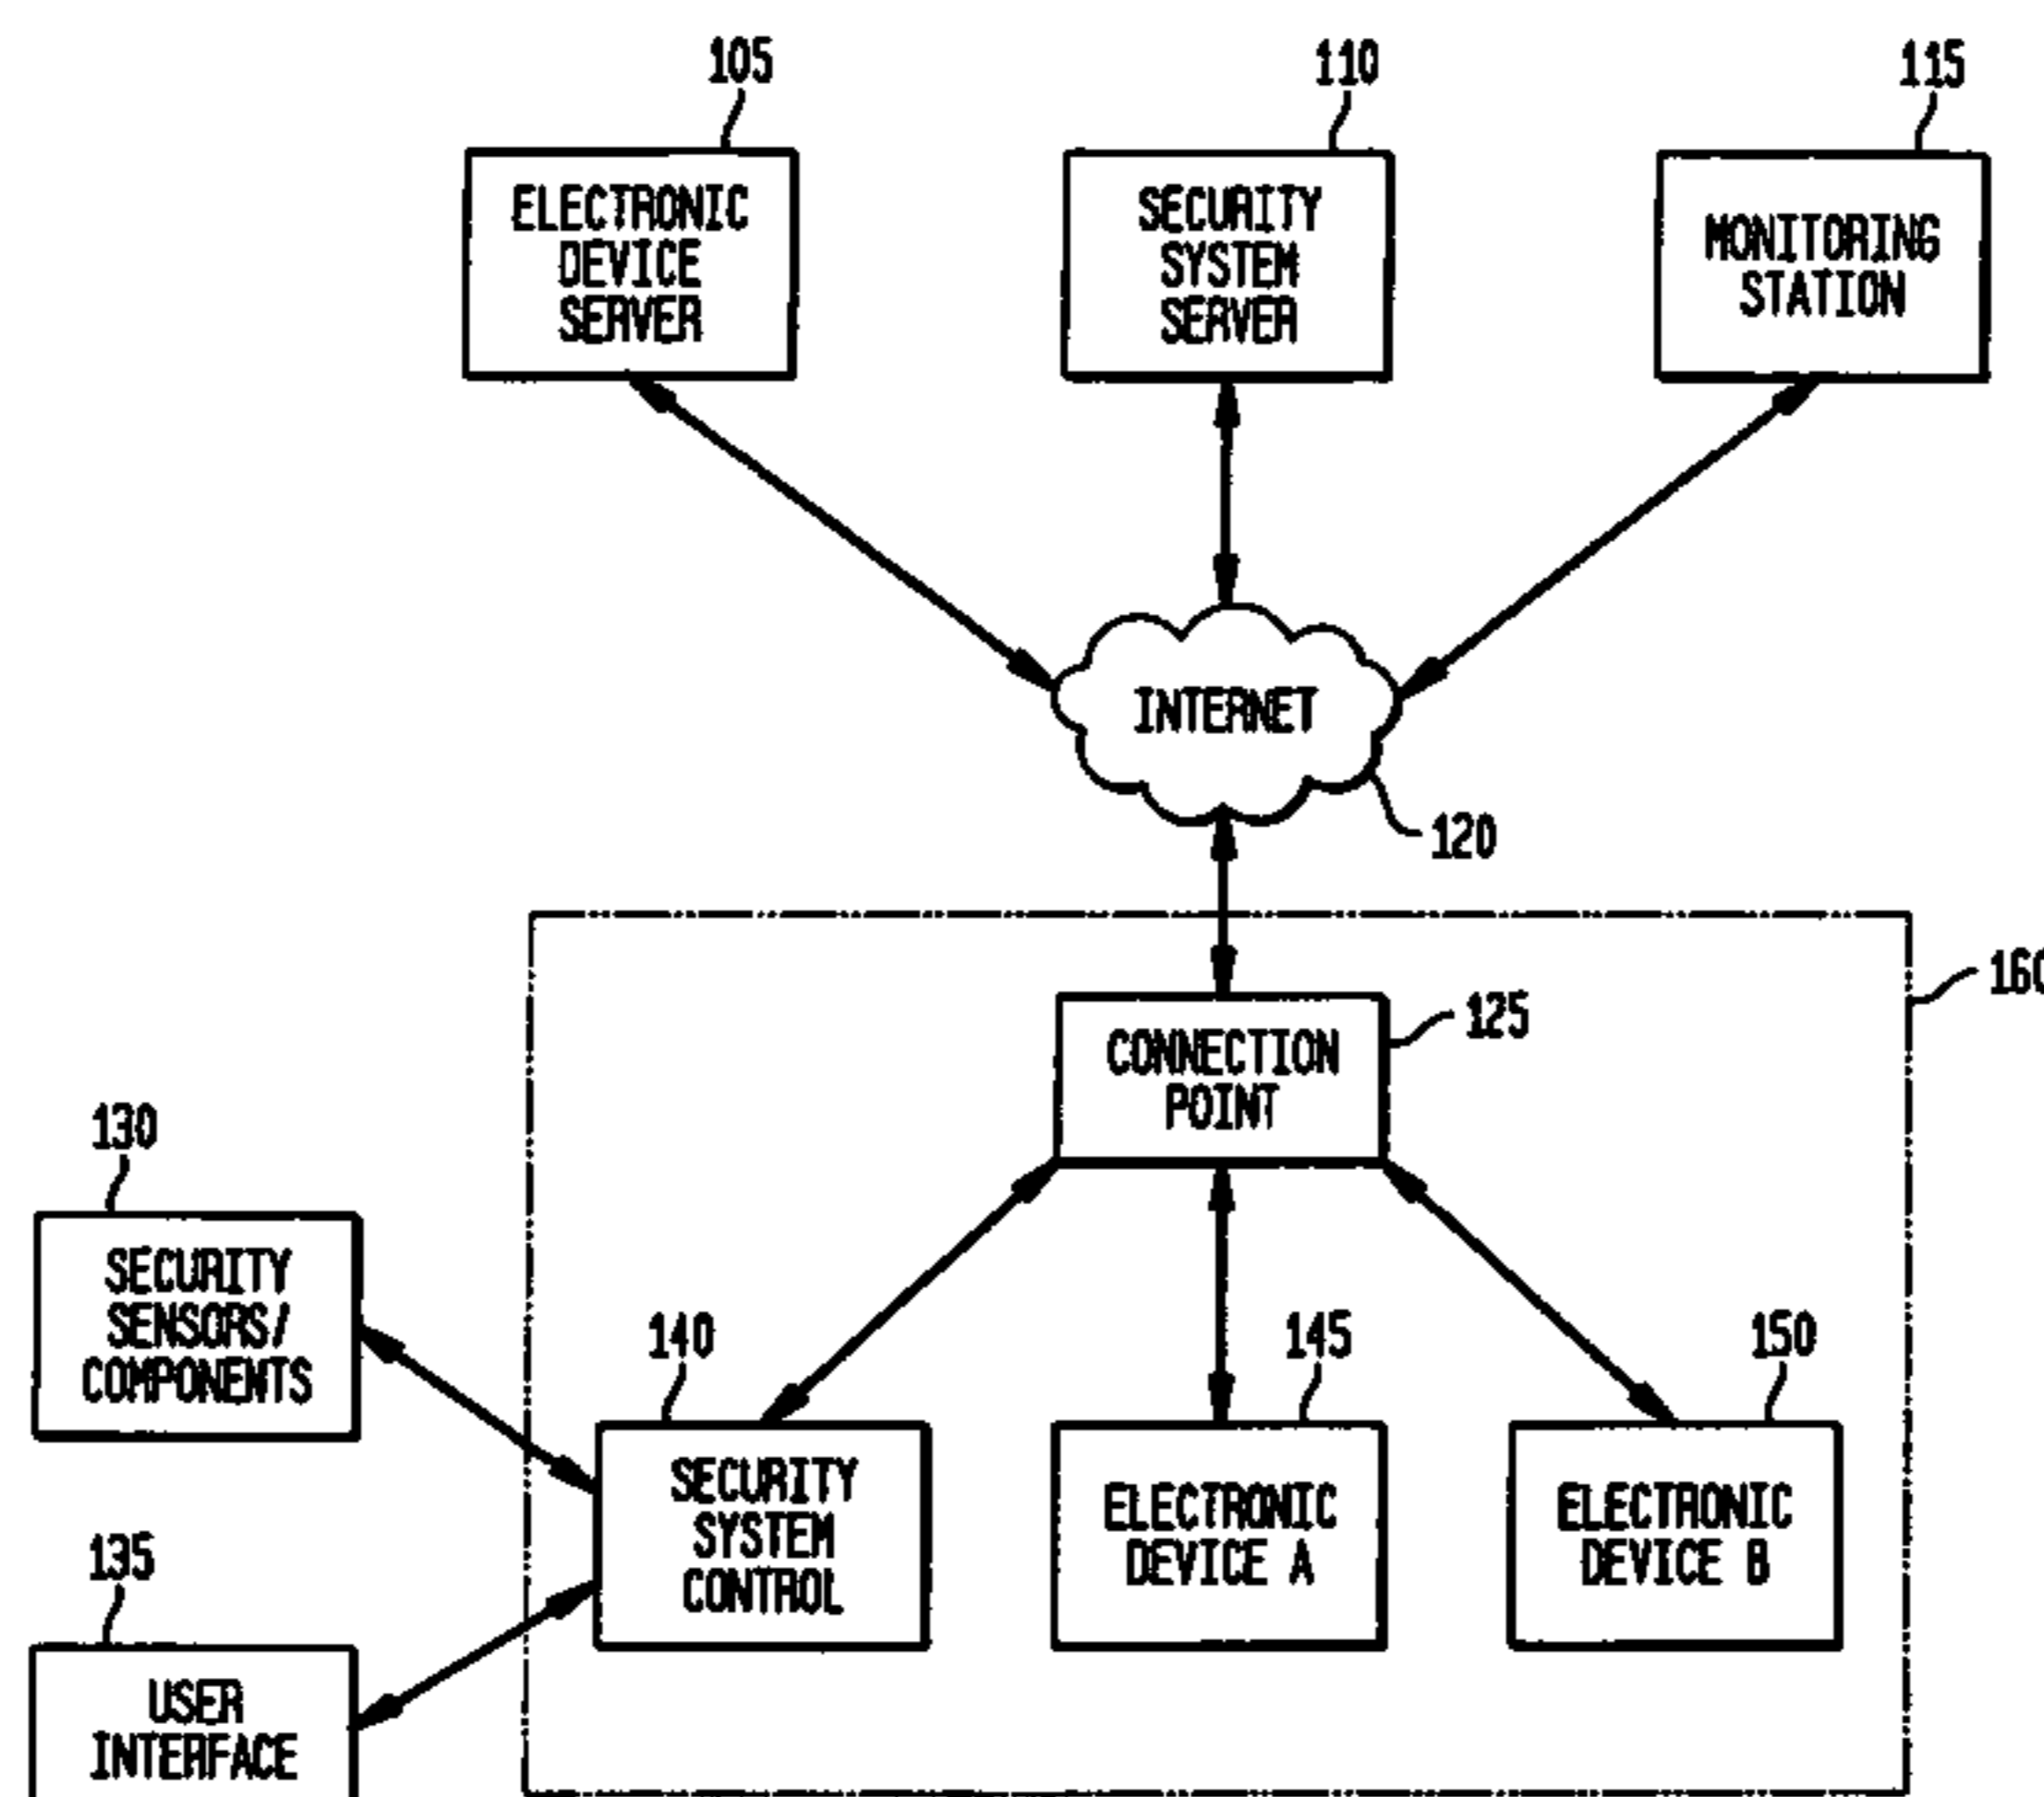 105
110
115
ELECTRONIC
DEVICE
SERVER
SECURITY
SYSTEM
SERVER
MONITORING
STATION
INTERNET
120
160
CONNECTION
POINT
125
130
SECURITY
SENSORS/
COMPONENTS
140
145
150
SECURITY
SYSTEM
CONTROL
ELECTRONIC
DEVICE A
ELECTRONIC
DEVICE B
135
USER
INTERFACE